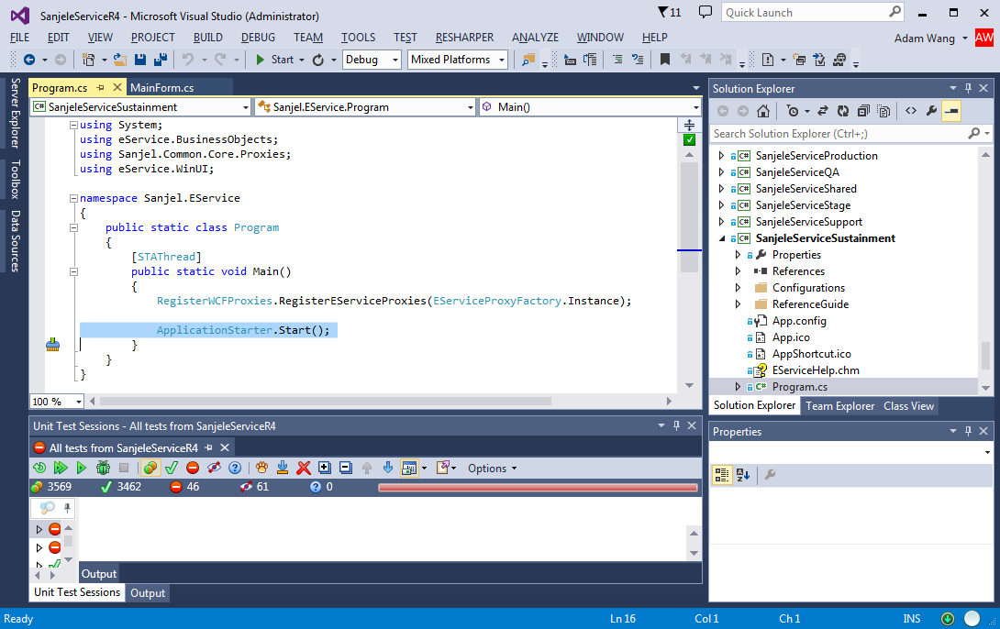 SanjeleServiceR4 - Microsoft Visual Studio (Administrator)
11
Quick Launch
FILE EDIT VIEW PROJECT BUILD DEBUG TEAM TOOLS TEST RESHARPER ANALYZE WINDOW HELP
Adam Wang AW
Start Debug Mixed Platforms
Server Explorer
Toolbox
Data Sources
Program.cs MainForm.cs
C# SanjeleServiceSustainment Sanjel.EService.Program Main()
using System;
using eService.BusinessObjects;
using Sanjel.Common.Core.Proxies;
using eService.WinUI;
namespace Sanjel.EService
{
public static class Program
{
[STAThread]
public static void Main()
{
RegisterWCFProxies.RegisterEServiceProxies(EServiceProxyFactory.Instance);
ApplicationStarter.Start();
}
}
}
100 %
Solution Explorer
Search Solution Explorer (Ctrl+;)
C# SanjeleServiceProduction
C# SanjeleServiceQA
C# SanjeleServiceShared
C# SanjeleServiceStage
C# SanjeleServiceSupport
C# SanjeleServiceSustainment
Properties
References
Configurations
ReferenceGuide
App.config
App.ico
AppShortcut.ico
EServiceHelp.chm
C# Program.cs
Solution Explorer Team Explorer Class View
Unit Test Sessions - All tests from SanjeleServiceR4
All tests from SanjeleServiceR4
Options
3569 3462 46 61 0
Output
Unit Test Sessions Output
Properties
Ready Ln 16 Col 1 Ch 1 INS